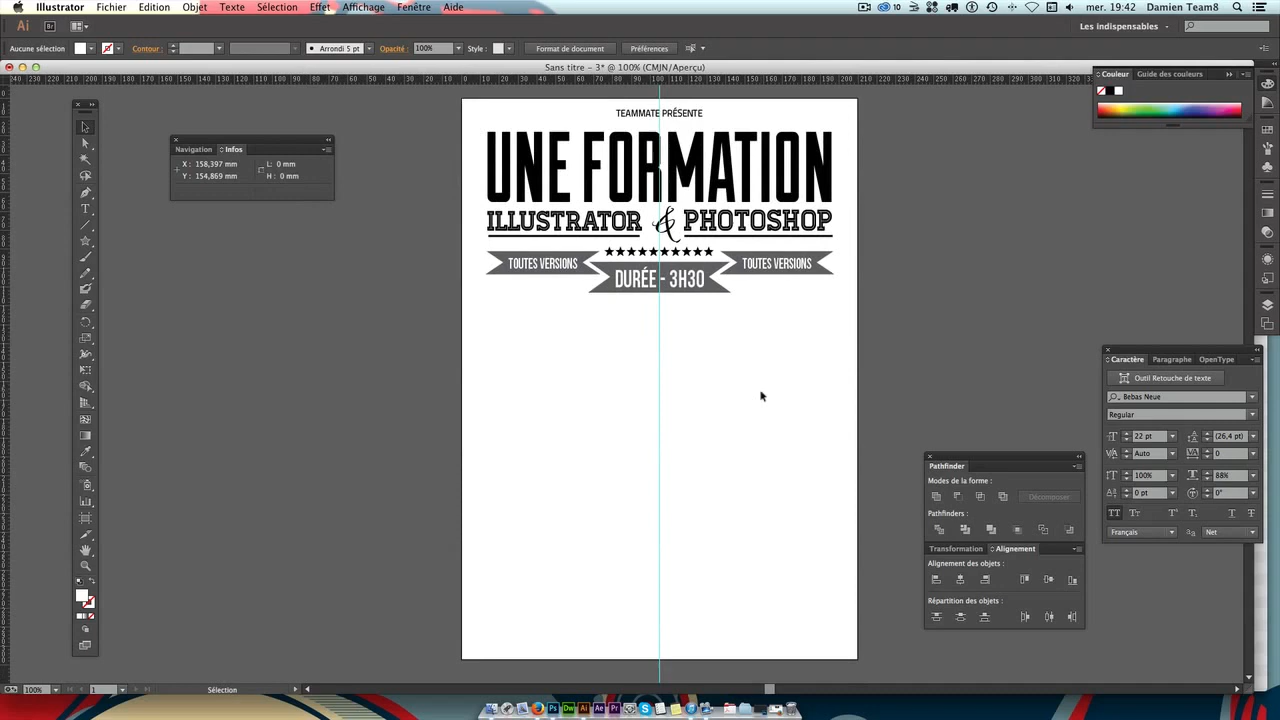 Illustrator Fichier Edition Objet Texte Sélection Effet Affichage Fenêtre Aide
10 mer. 19:42 Damien Team8
Ai Br Les Indispensables
Aucune sélection Contour : Arrondi 5 pt Opacité : 100% Style : Format de document Préférences
Sans titre – 3* @ 100% (CMJN/Aperçu)
Couleur Guide des couleurs
Navigation Infos
X : 158,397 mm L : 0 mm
Y : 154,869 mm H : 0 mm
TEAMMATE PRÉSENTE
UNE FORMATION
ILLUSTRATOR & PHOTOSHOP
TOUTES VERSIONS
DURÉE - 3H30
TOUTES VERSIONS
Caractère Paragraphe OpenType
Outil Retouche de texte
Bebas Neue
Regular
22 pt (26,4 pt)
Auto 0
100% 88%
0 pt 0°
Français Net
Pathfinder
Modes de la forme :
Décomposer
Pathfinders :
Transformation Alignement
Alignement des objets :
Répartition des objets :
100% 1 Sélection